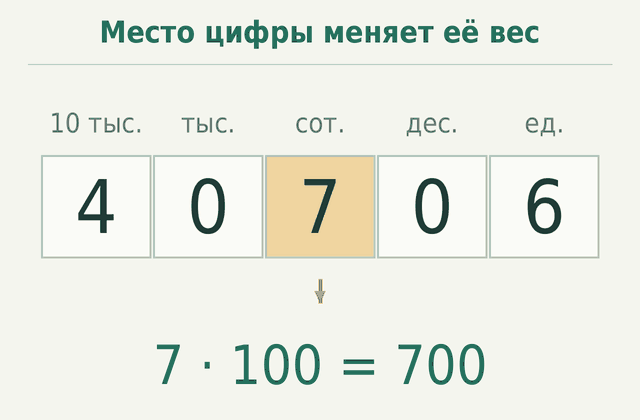 Место цифры меняет её вес
10 тыс. тыс. сот. дес. ед.
4 0 7 0 6
7 · 100 = 700